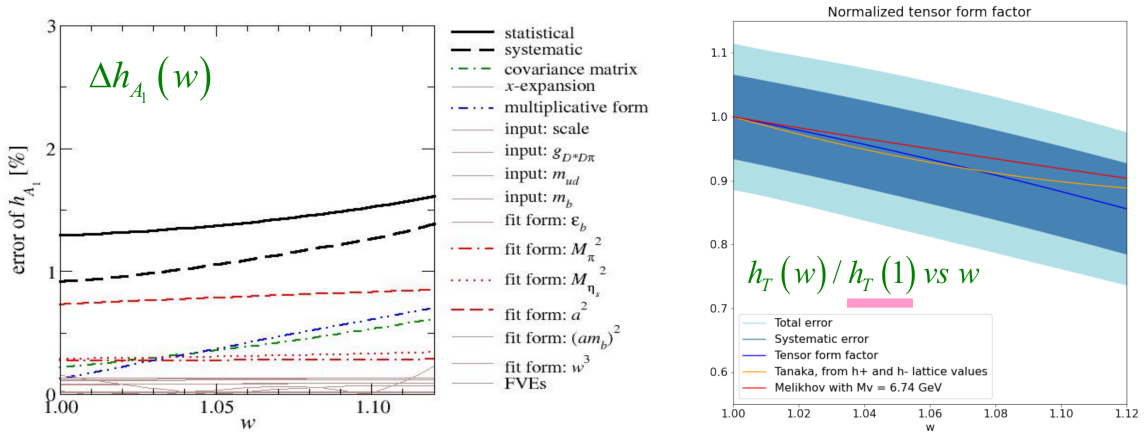 3
2
1
0
1.00
1.05
1.10
w
error of h_{A_1} [%]
Δh_{A_1} (w)
statistical
systematic
covariance matrix
x-expansion
multiplicative form
input: scale
input: g_{D*Dπ}
input: m_{ud}
input: m_b
fit form: ε_b
fit form: M_π^2
fit form: M_{η_s}^2
fit form: a^2
fit form: (am_b)^2
fit form: w^3
FVEs
Normalized tensor form factor
1.1
1.0
0.9
0.8
0.7
0.6
h_T (w) / h_T (1) vs w
Total error
Systematic error
Tensor form factor
Tanaka, from h+ and h- lattice values
Melikhov with Mv = 6.74 GeV
1.00
1.02
1.04
1.06
1.08
1.10
1.12
w